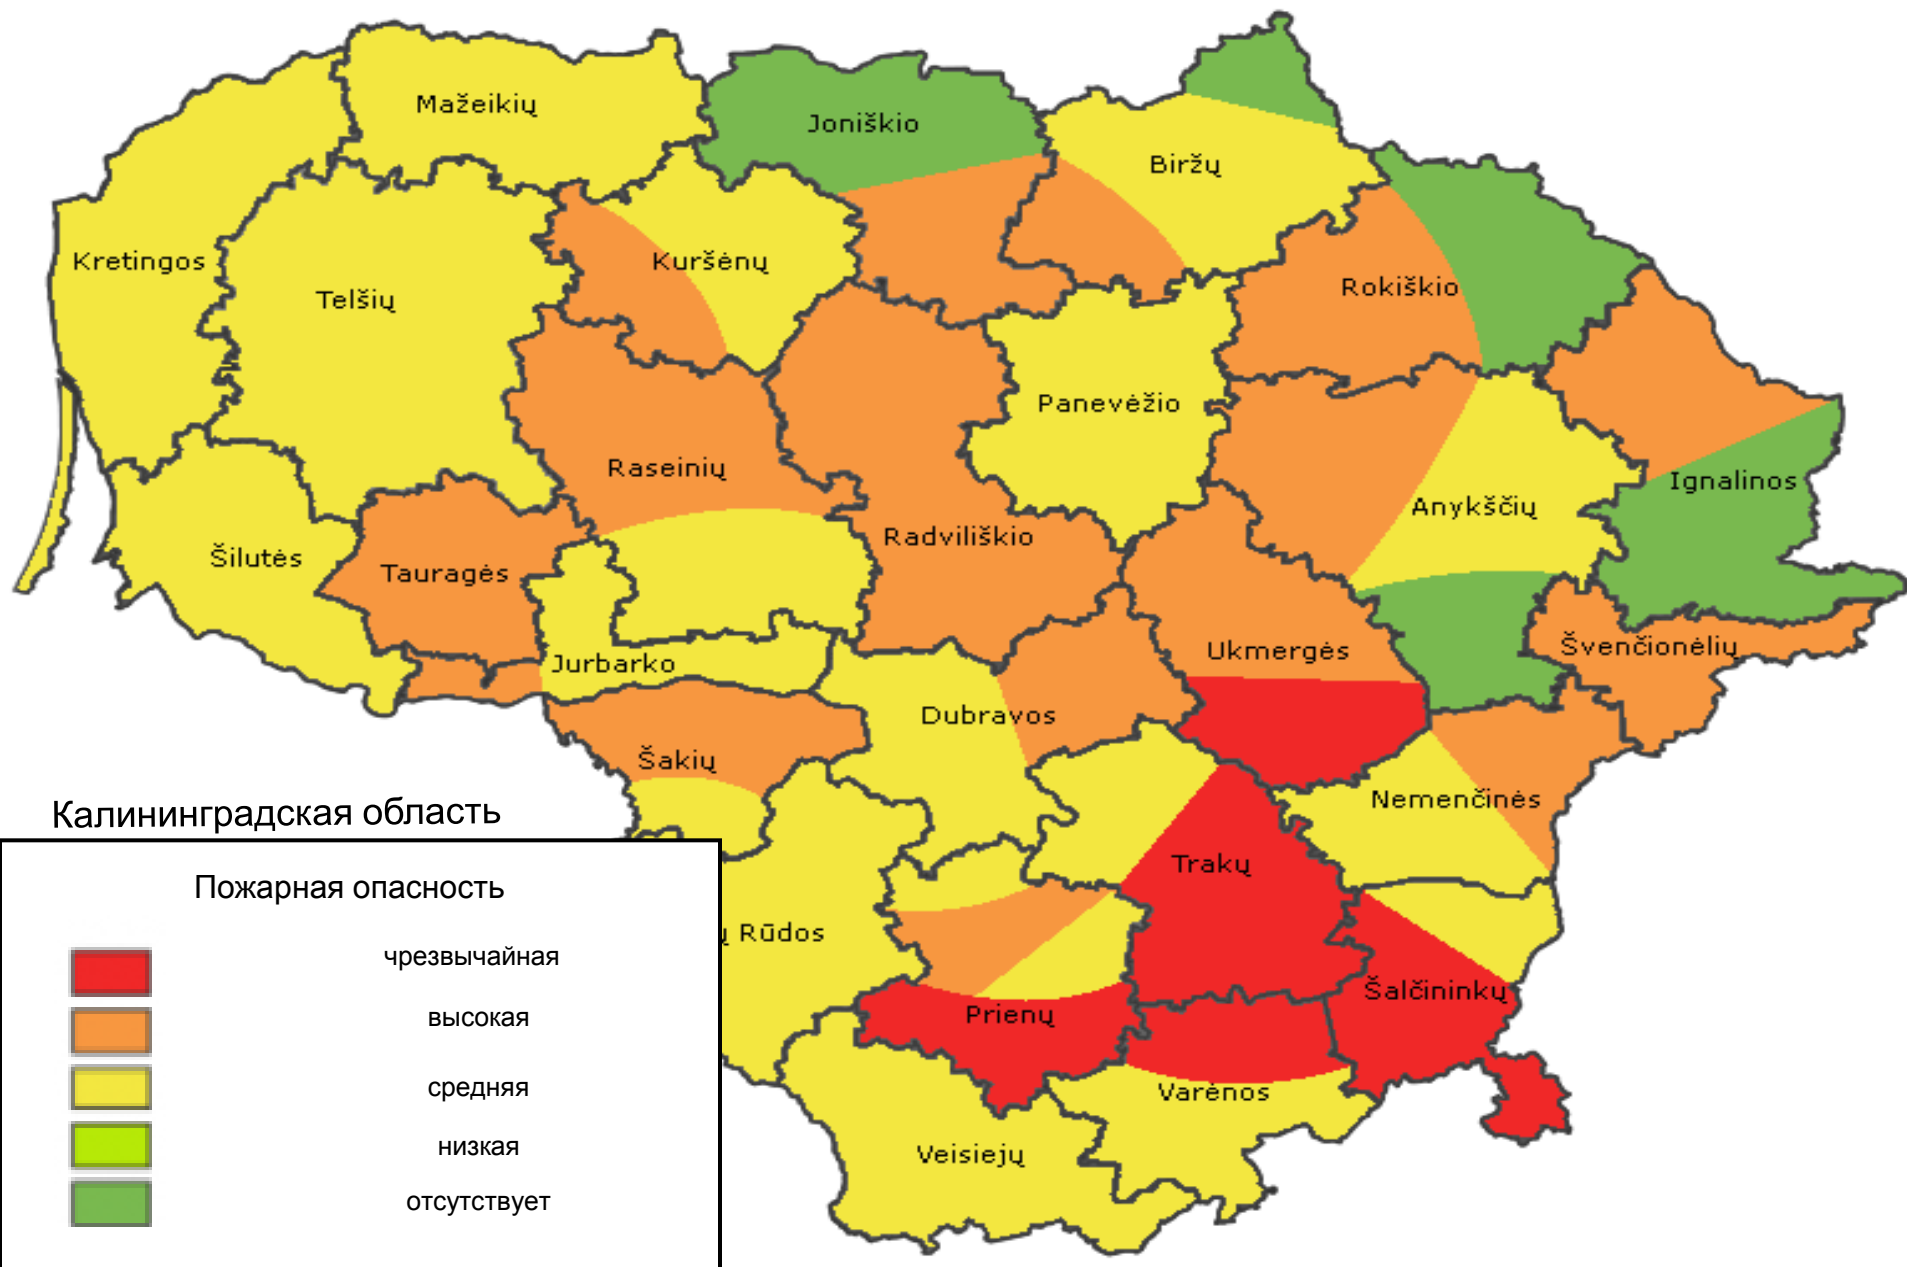 Mažeikių
Joniškio
Biržų
Kretingos
Telšių
Kuršėnų
Rokiškio
Panevėžio
Raseinių
Radviliškio
Anykščių
Ignalinos
Šilutės
Tauragės
Jurbarko
Ukmergės
Švenčionėlių
Dubravos
Šakių
Nemenčinės
Trakų
ų Rūdos
Šalčininkų
Prienų
Varėnos
Veisiejų
Калининградская область
Пожарная опасность
чрезвычайная
высокая
средняя
низкая
отсутствует